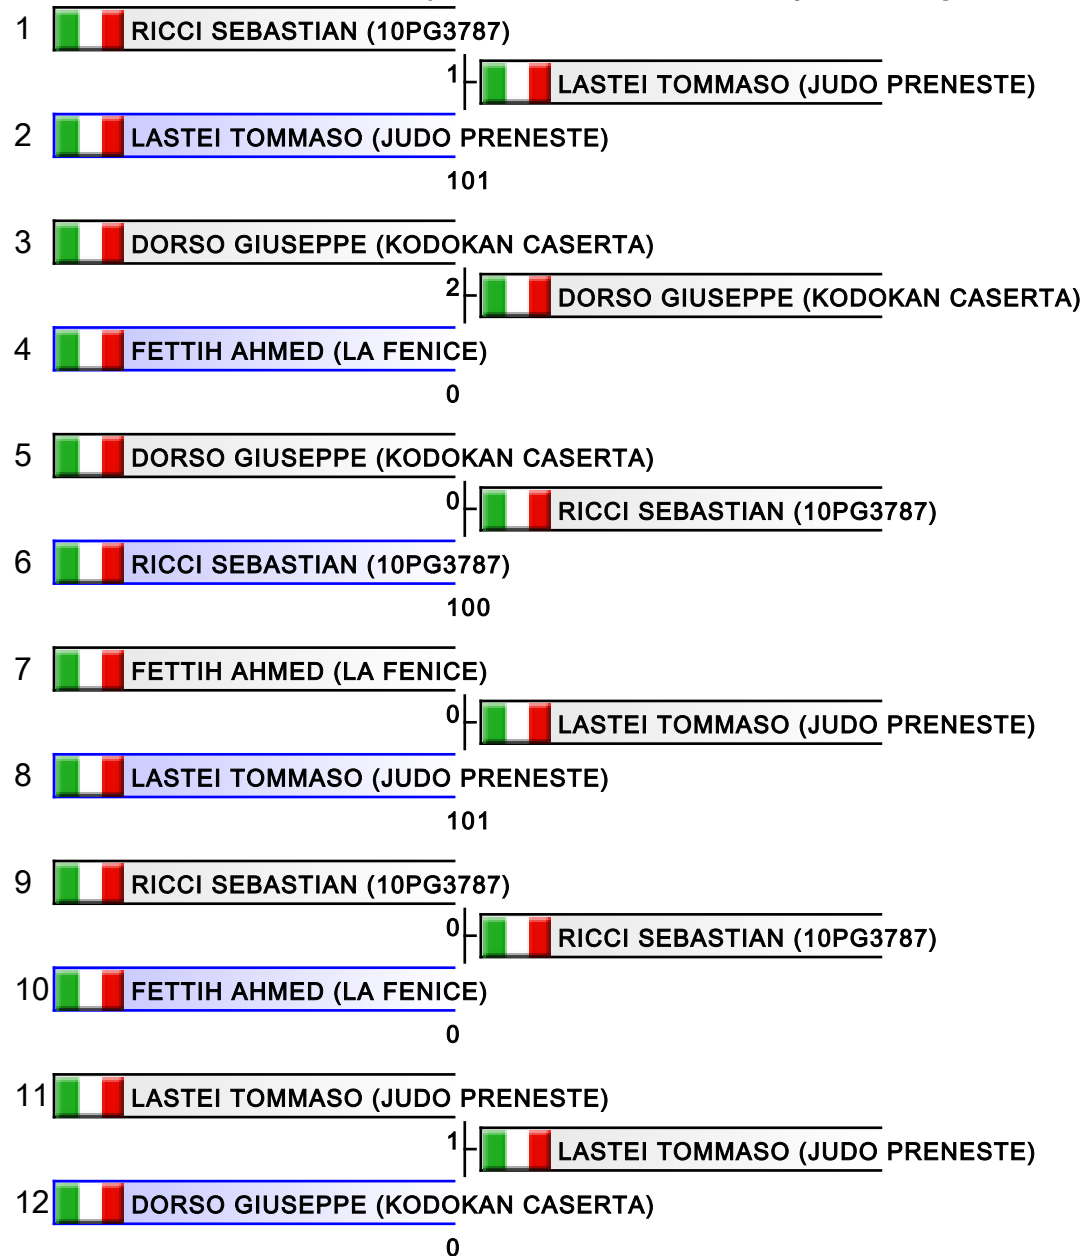 1 RICCI SEBASTIAN (10PG3787)
1 LASTEI TOMMASO (JUDO PRENESTE)
2 LASTEI TOMMASO (JUDO PRENESTE)
101
3 DORSO GIUSEPPE (KODOKAN CASERTA)
2 DORSO GIUSEPPE (KODOKAN CASERTA)
4 FETTIH AHMED (LA FENICE)
0
5 DORSO GIUSEPPE (KODOKAN CASERTA)
0 RICCI SEBASTIAN (10PG3787)
6 RICCI SEBASTIAN (10PG3787)
100
7 FETTIH AHMED (LA FENICE)
0 LASTEI TOMMASO (JUDO PRENESTE)
8 LASTEI TOMMASO (JUDO PRENESTE)
101
9 RICCI SEBASTIAN (10PG3787)
0 RICCI SEBASTIAN (10PG3787)
10 FETTIH AHMED (LA FENICE)
0
11 LASTEI TOMMASO (JUDO PRENESTE)
1 LASTEI TOMMASO (JUDO PRENESTE)
12 DORSO GIUSEPPE (KODOKAN CASERTA)
0